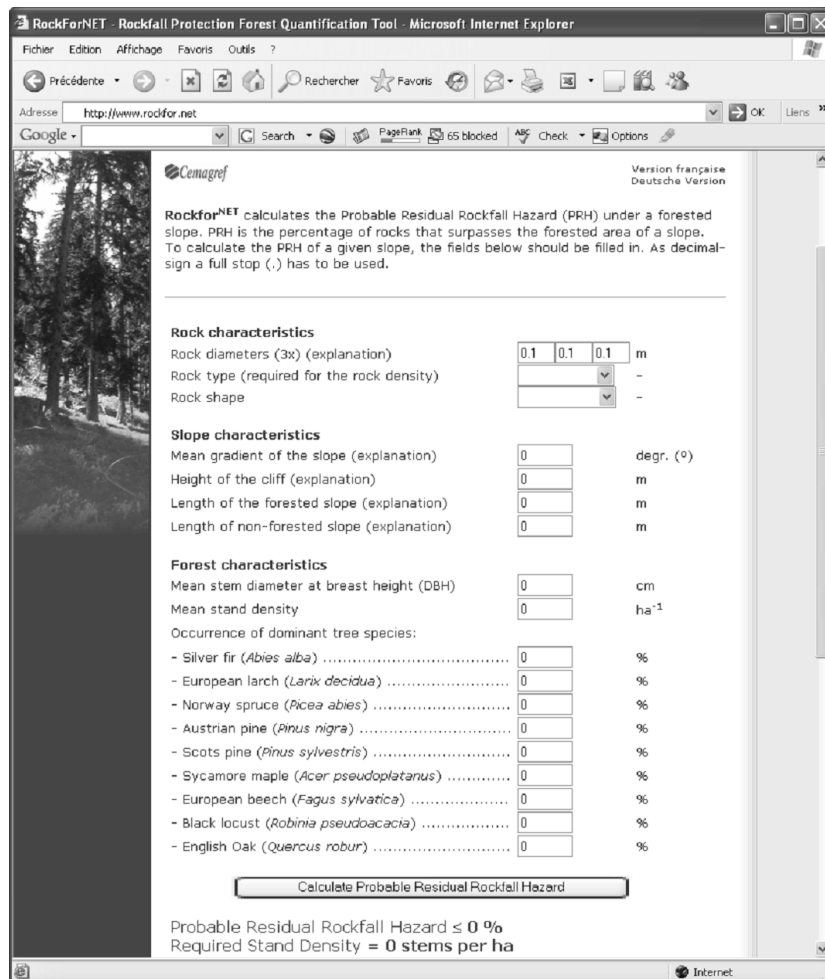 RockForNET - Rockfall Protection Forest Quantification Tool - Microsoft Internet Explorer
Fichier Edition Affichage Favoris Outils ?
Précédente Rechercher Favoris
Adresse http://www.rockfor.net OK Liens »
Google Search PageRank 65 blocked ABC Check Options
Cemagref
Version française
Deutsche Version
RockforNET calculates the Probable Residual Rockfall Hazard (PRH) under a forested
slope. PRH is the percentage of rocks that surpasses the forested area of a slope.
To calculate the PRH of a given slope, the fields below should be filled in. As decimal-
sign a full stop (.) has to be used.
Rock characteristics
Rock diameters (3x) (explanation) 0.1 0.1 0.1 m
Rock type (required for the rock density) -
Rock shape -
Slope characteristics
Mean gradient of the slope (explanation) 0 degr. (º)
Height of the cliff (explanation) 0 m
Length of the forested slope (explanation) 0 m
Length of non-forested slope (explanation) 0 m
Forest characteristics
Mean stem diameter at breast height (DBH) 0 cm
Mean stand density 0 ha-1
Occurrence of dominant tree species:
- Silver fir (Abies alba) ..................................... 0 %
- European larch (Larix decidua) ........................ 0 %
- Norway spruce (Picea abies) ........................... 0 %
- Austrian pine (Pinus nigra) .............................. 0 %
- Scots pine (Pinus sylvestris) ........................... 0 %
- Sycamore maple (Acer pseudoplatanus) ............ 0 %
- European beech (Fagus sylvatica) .................... 0 %
- Black locust (Robinia pseudoacacia) ................. 0 %
- English Oak (Quercus robur) ........................... 0 %
Calculate Probable Residual Rockfall Hazard
Probable Residual Rockfall Hazard ≤ 0 %
Required Stand Density = 0 stems per ha
Internet